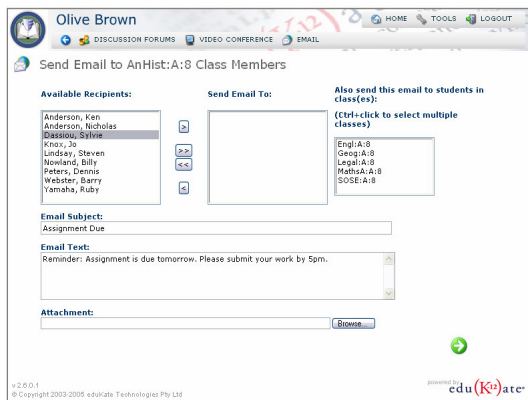 Olive Brown
HOME TOOLS LOGOUT
DISCUSSION FORUMS VIDEO CONFERENCE EMAIL
Send Email to AnHist:A:8 Class Members
Available Recipients:
Anderson, Ken
Anderson, Nicholas
Dassiou, Sylvie
Knox, Jo
Lindsay, Steven
Nowland, Billy
Peters, Dennis
Webster, Barry
Yamaha, Ruby
>
>>
<<
<
Send Email To:
Also send this email to students in
class(es):
(Ctrl+click to select multiple
classes)
Engl:A:8
Geog:A:8
Legal:A:8
MathsA:A:8
SOSE:A:8
Email Subject:
Assignment Due
Email Text:
Reminder: Assignment is due tomorrow. Please submit your work by 5pm.
Attachment:
Browse...
v 2.6.0.1
© Copyright 2003-2005 eduKate Technologies Pty Ltd
powered by
edu(K12)ate